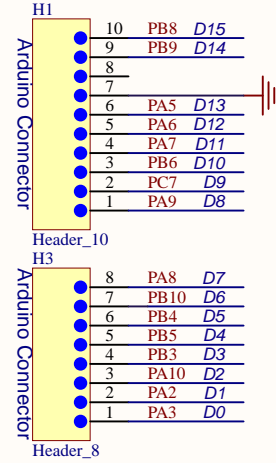 H1
Arduino Connector
10 PB8 D15
9 PB9 D14
8
7
6 PA5 D13
5 PA6 D12
4 PA7 D11
3 PB6 D10
2 PC7 D9
1 PA9 D8
Header_10
H3
Arduino Connector
8 PA8 D7
7 PB10 D6
6 PB4 D5
5 PB5 D4
4 PB3 D3
3 PA10 D2
2 PA2 D1
1 PA3 D0
Header_8